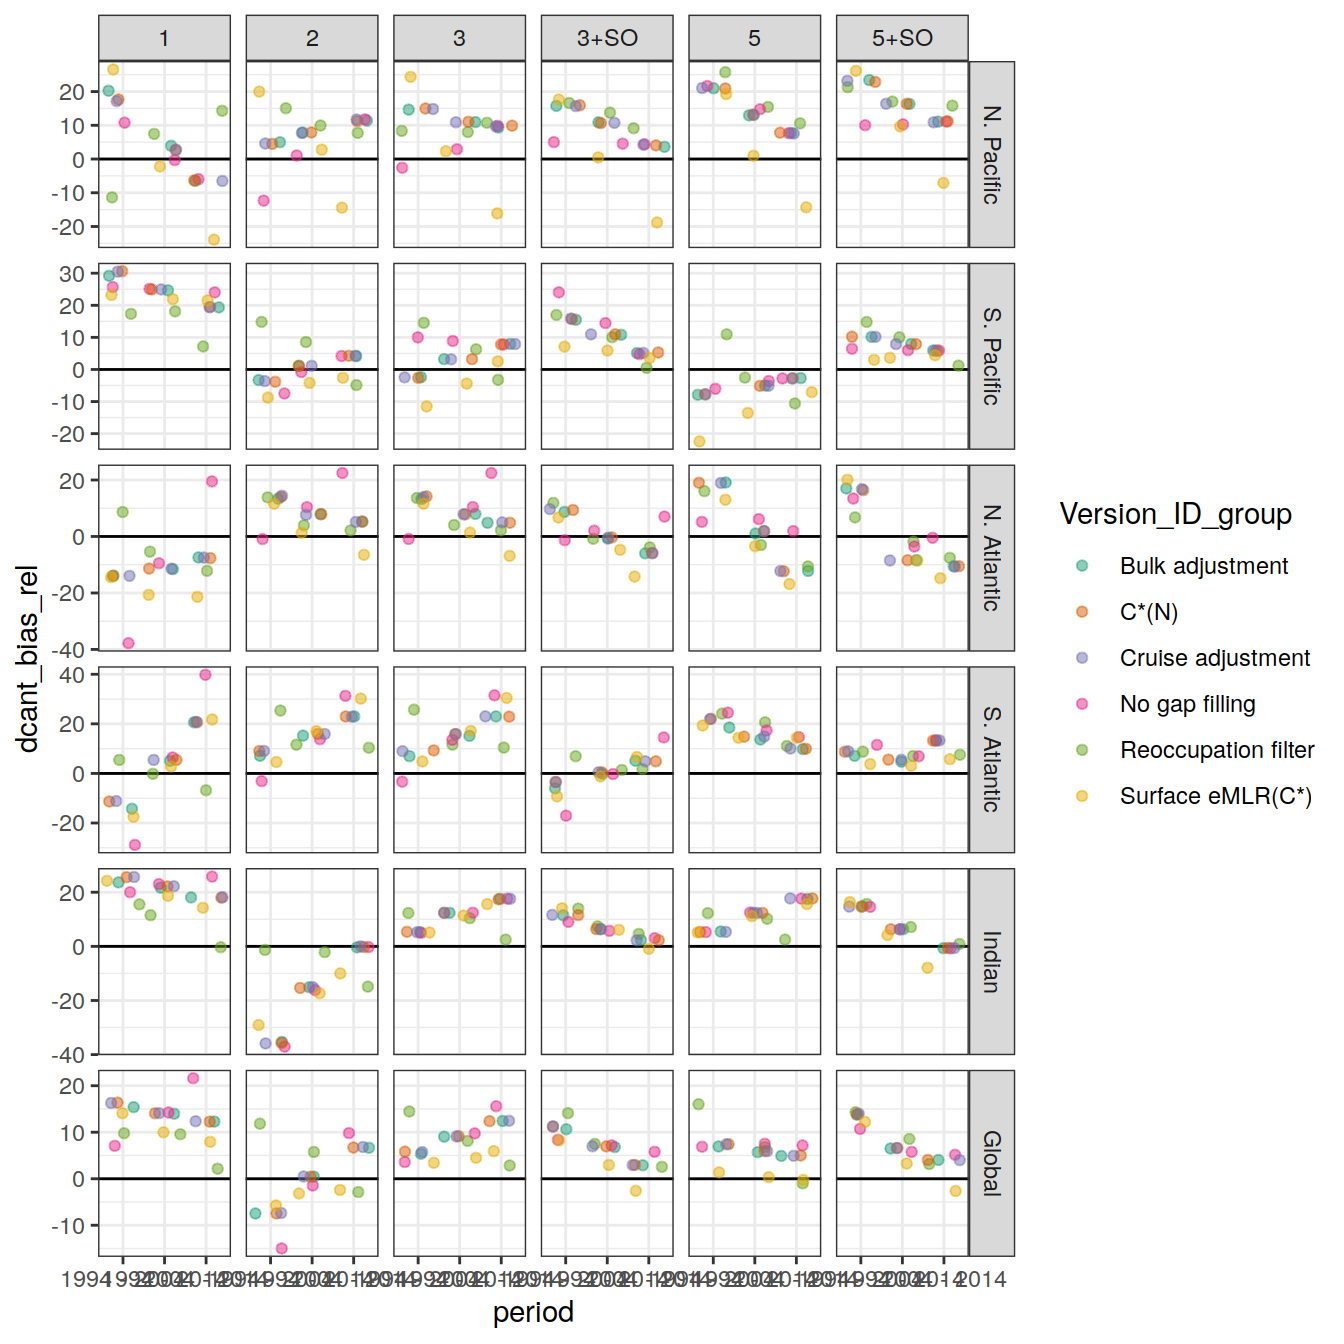 1 2 3 3+SO 5 5+SO
20
10
0
-10
-20
N. Pacific
30
20
10
0
-10
-20
S. Pacific
20
0
-20
-40
N. Atlantic
40
20
0
-20
S. Atlantic
20
0
-20
-40
Indian
20
10
0
-10
Global
dcant_bias_rel
period
Version_ID_group
Bulk adjustment
C*(N)
Cruise adjustment
No gap filling
Reoccupation filter
Surface eMLR(C*)